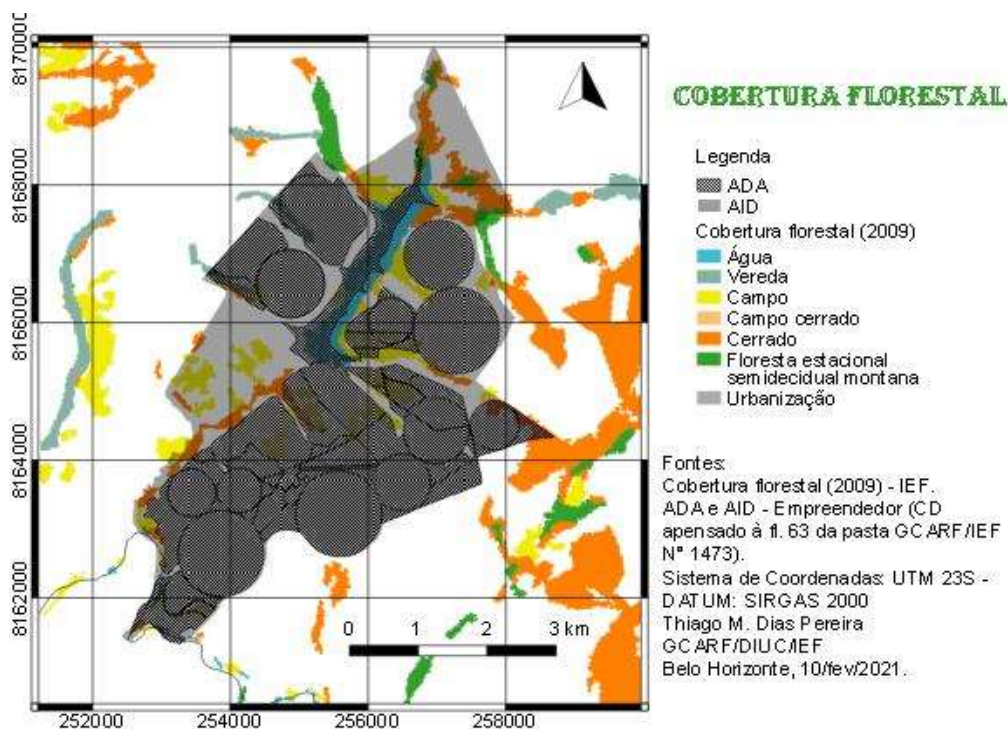 COBERTURA FLORESTAL
Legenda
ADA
AID
Cobertura florestal (2009)
Água
Vereda
Campo
Campo cerrado
Cerrado
Floresta estacional
semidecidual montana
Urbanização
Fontes:
Cobertura florestal (2009) - IEF.
ADA e AID - Empreendedor (CD
apensado à fl. 63 da pasta GCARF/IEF
N° 1473).
Sistema de Coordenadas: UTM 23S -
DATUM: SIRGAS 2000
Thiago M. Dias Pereira
GCARF/DIUC/IEF
Belo Horizonte, 10/fev/2021.
8170000
8168000
8166000
8164000
8162000
0 1 2 3 km
252000 254000 256000 258000